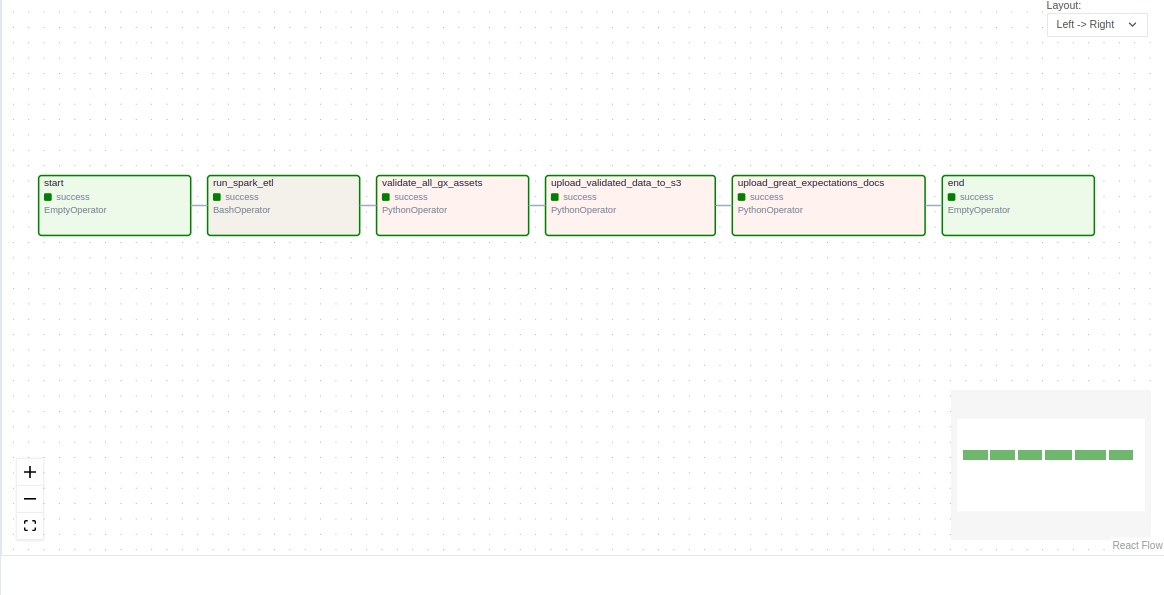 Layout:
Left -> Right
start
success
EmptyOperator
run_spark_etl
success
BashOperator
validate_all_gx_assets
success
PythonOperator
upload_validated_data_to_s3
success
PythonOperator
upload_great_expectations_docs
success
PythonOperator
end
success
EmptyOperator
React Flow